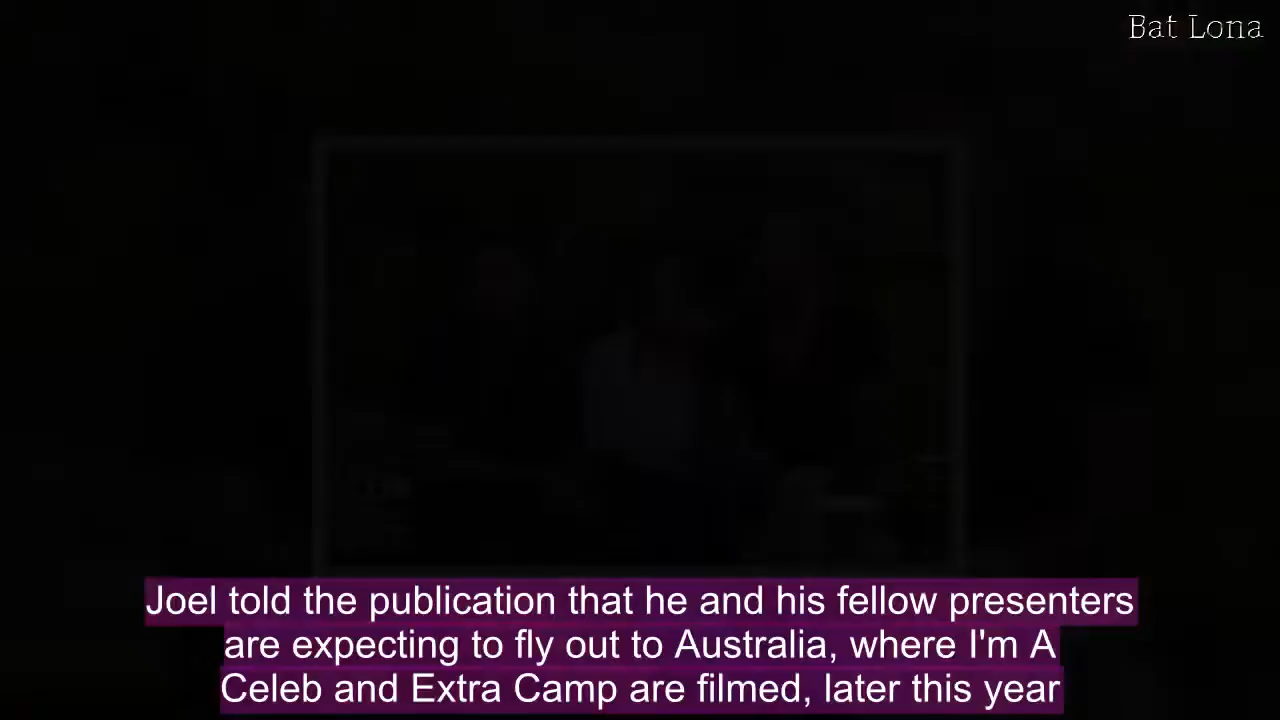 Bat Lona
Joel told the publication that he and his fellow presenters
are expecting to fly out to Australia, where I'm A
Celeb and Extra Camp are filmed, later this year